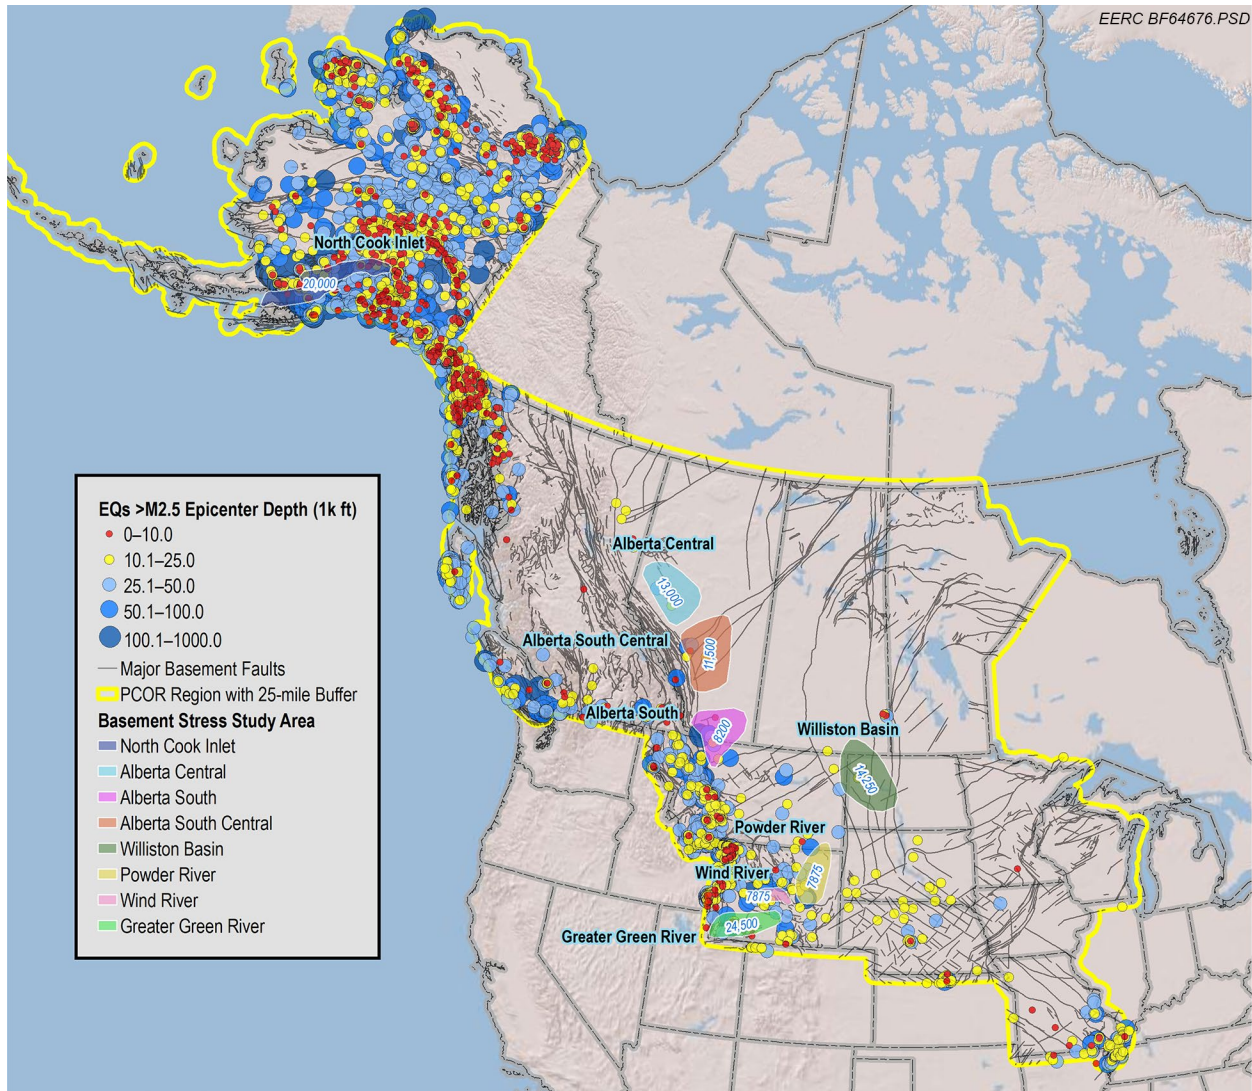 EERC BF64676.PSD
North Cook Inlet
20,000
EQs >M2.5 Epicenter Depth (1k ft)
0–10.0
10.1–25.0
25.1–50.0
50.1–100.0
100.1–1000.0
Major Basement Faults
PCOR Region with 25-mile Buffer
Basement Stress Study Area
North Cook Inlet
Alberta Central
Alberta South
Alberta South Central
Williston Basin
Powder River
Wind River
Greater Green River
Alberta Central
13,000
Alberta South Central
11,500
Alberta South
8200
Williston Basin
14,250
Powder River
7875
Wind River
7875
Greater Green River
24,500